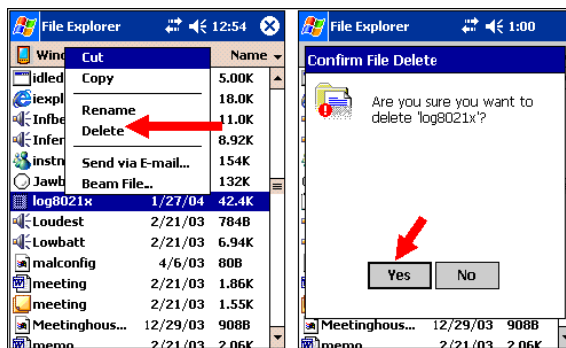 File Explorer 12:54
Wind Name
Cut
Copy
Rename
Delete
Send via E-mail...
Beam File...
idled 5.00K
iexpl 18.0K
Infbe 11.0K
Infer 8.92K
instn 154K
Jawb 132K
log8021x 1/27/04 42.4K
Loudest 2/21/03 784B
Lowbatt 2/21/03 6.94K
malconfig 4/6/03 80B
meeting 2/21/03 1.86K
meeting 2/21/03 1.55K
Meetinghous... 12/29/03 908B
memo 2/21/03 2.06K
File Explorer 1:00
Confirm File Delete
Are you sure you want to
delete 'log8021x'?
Yes No
Meetinghous... 12/29/03 908B
memo 2/21/03 2.06K